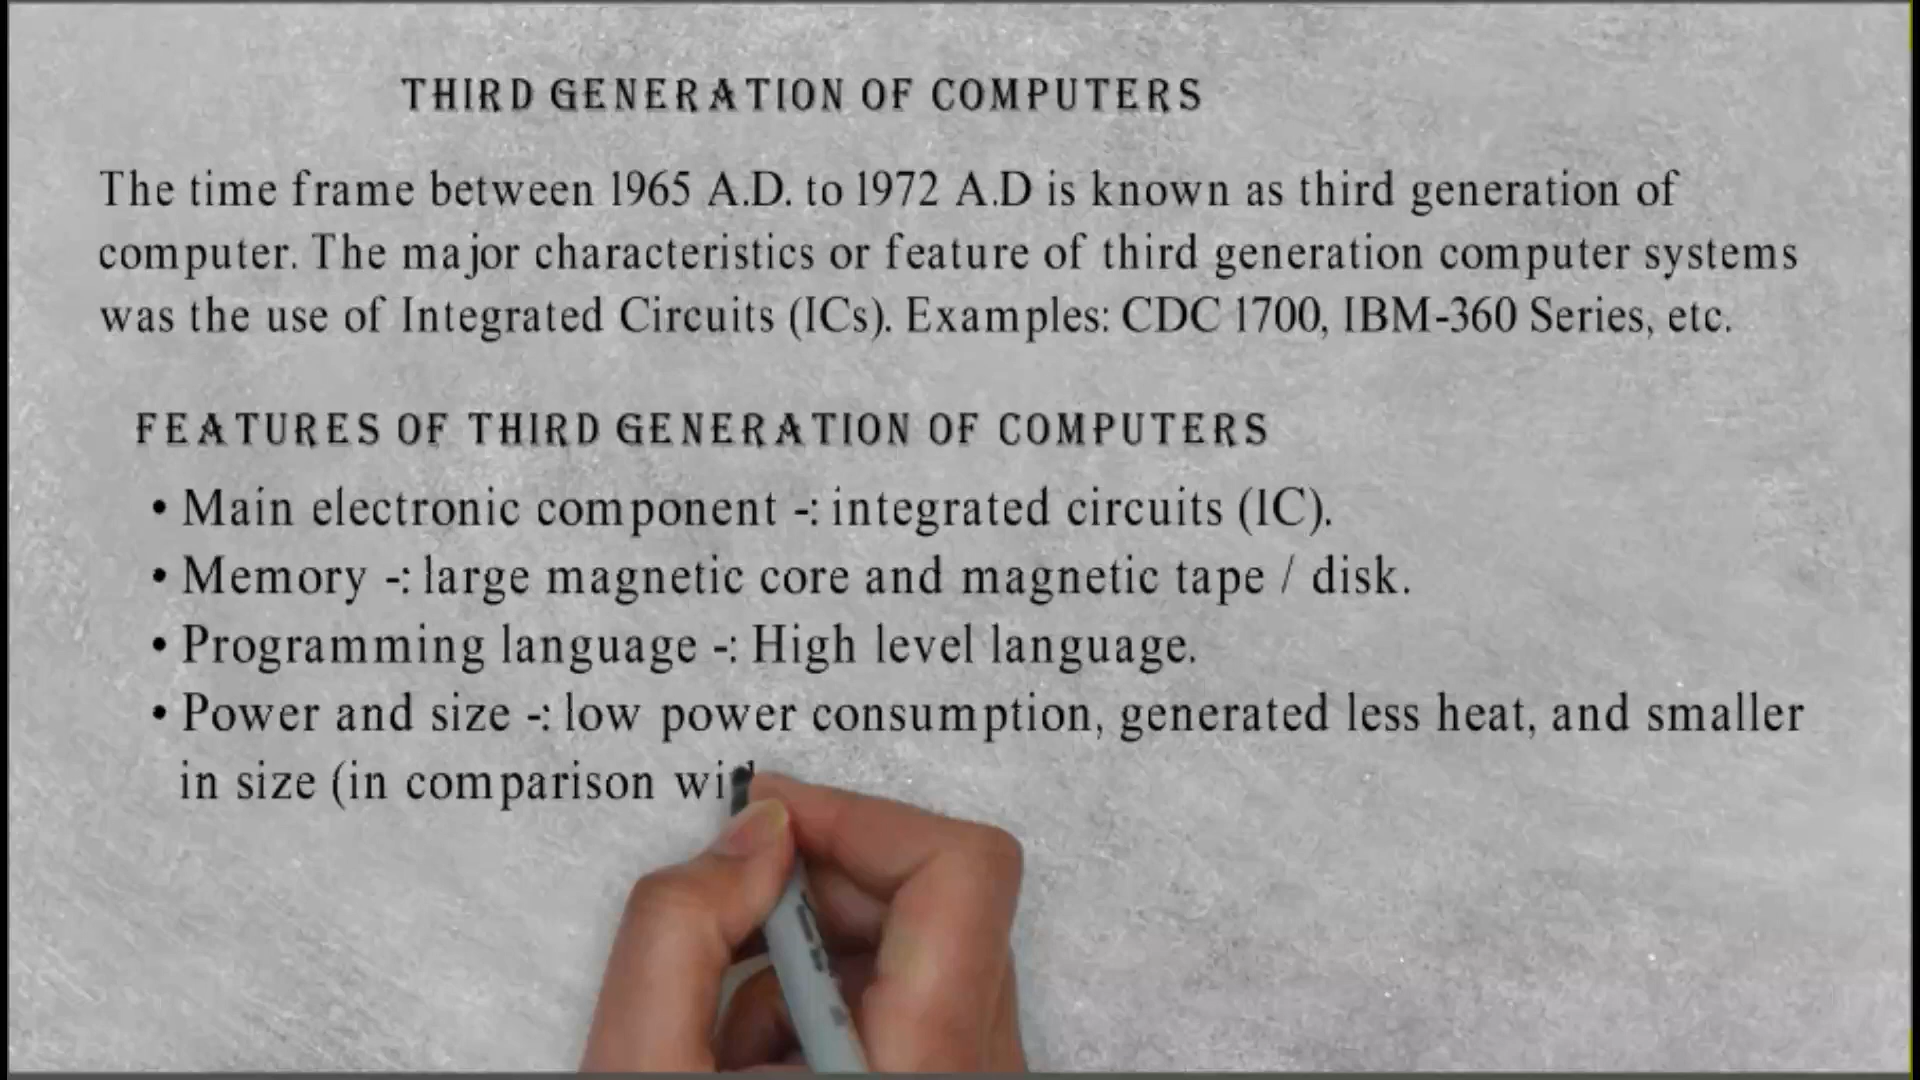 THIRD GENERATION OF COMPUTERS
The time frame between 1965 A.D. to 1972 A.D is known as third generation of
computer. The major characteristics or feature of third generation computer systems
was the use of Integrated Circuits (ICs). Examples: CDC 1700, IBM-360 Series, etc.
FEATURES OF THIRD GENERATION OF COMPUTERS
• Main electronic component -: integrated circuits (IC).
• Memory -: large magnetic core and magnetic tape / disk.
• Programming language -: High level language.
• Power and size -: low power consumption, generated less heat, and smaller
in size (in comparison